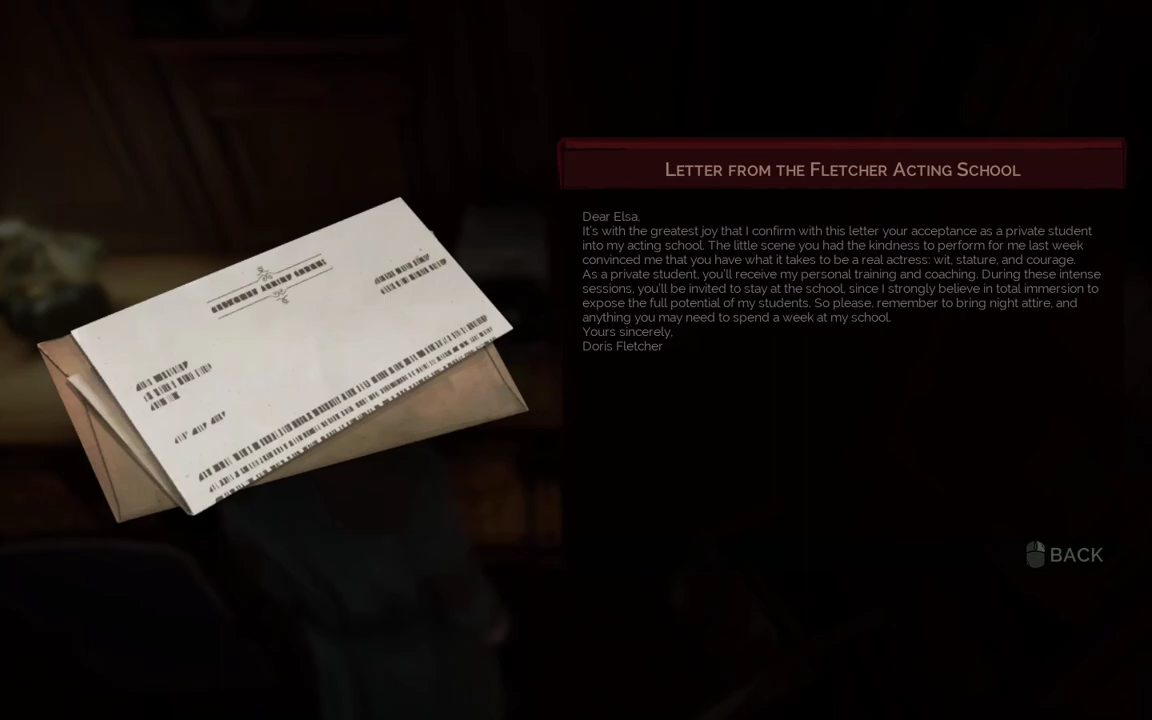 LETTER FROM THE FLETCHER ACTING SCHOOL
Dear Elsa,
It's with the greatest joy that I confirm with this letter your acceptance as a private student
into my acting school. The little scene you had the kindness to perform for me last week
convinced me that you have what it takes to be a real actress: wit, stature, and courage.
As a private student, you'll receive my personal training and coaching. During these intense
sessions, you'll be invited to stay at the school, since I strongly believe in total immersion to
expose the full potential of my students. So please, remember to bring night attire, and
anything you may need to spend a week at my school.
Yours sincerely,
Doris Fletcher
BACK